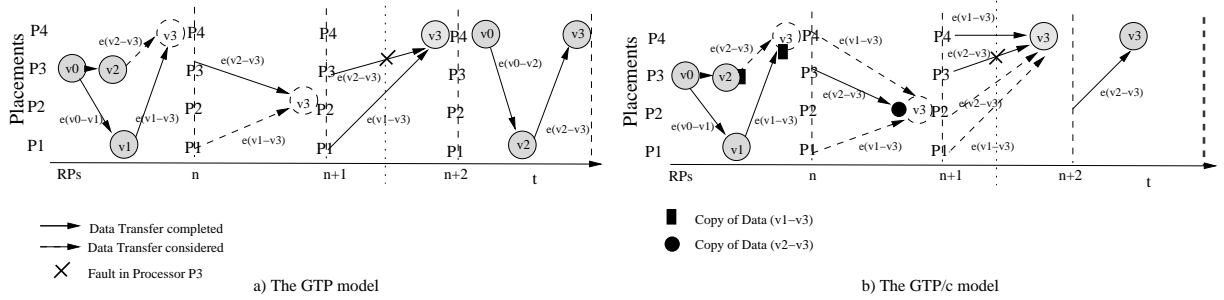 Placements
P4
P3
P2
P1
v0
v2
v1
v3
e(v2−v3)
e(v0−v1)
e(v1−v3)
P4
P3
P2
P1
e(v2−v3)
e(v1−v3)
v3
P3
P2
P1
e(v2−v3)
e(v1−v3)
v3
P4
v0
e(v0−v2)
v2
v3
e(v2−v3)
RPs
n
n+1
n+2
t
Data Transfer completed
Data Transfer considered
Fault in Processor P3
a) The GTP model
Placements
P4
P3
P2
P1
v0
v2
v1
v3
e(v2−v3)
e(v0−v1)
e(v1−v3)
P4
P3
P2
P1
e(v1−v3)
e(v2−v3)
e(v1−v3)
v3
P4
P3
P2
P1
e(v1−v3)
e(v2−v3)
e(v2−v3)
e(v1−v3)
v3
v3
e(v2−v3)
RPs
n
n+1
n+2
t
Copy of Data (v1−v3)
Copy of Data (v2−v3)
b) The GTP/c model